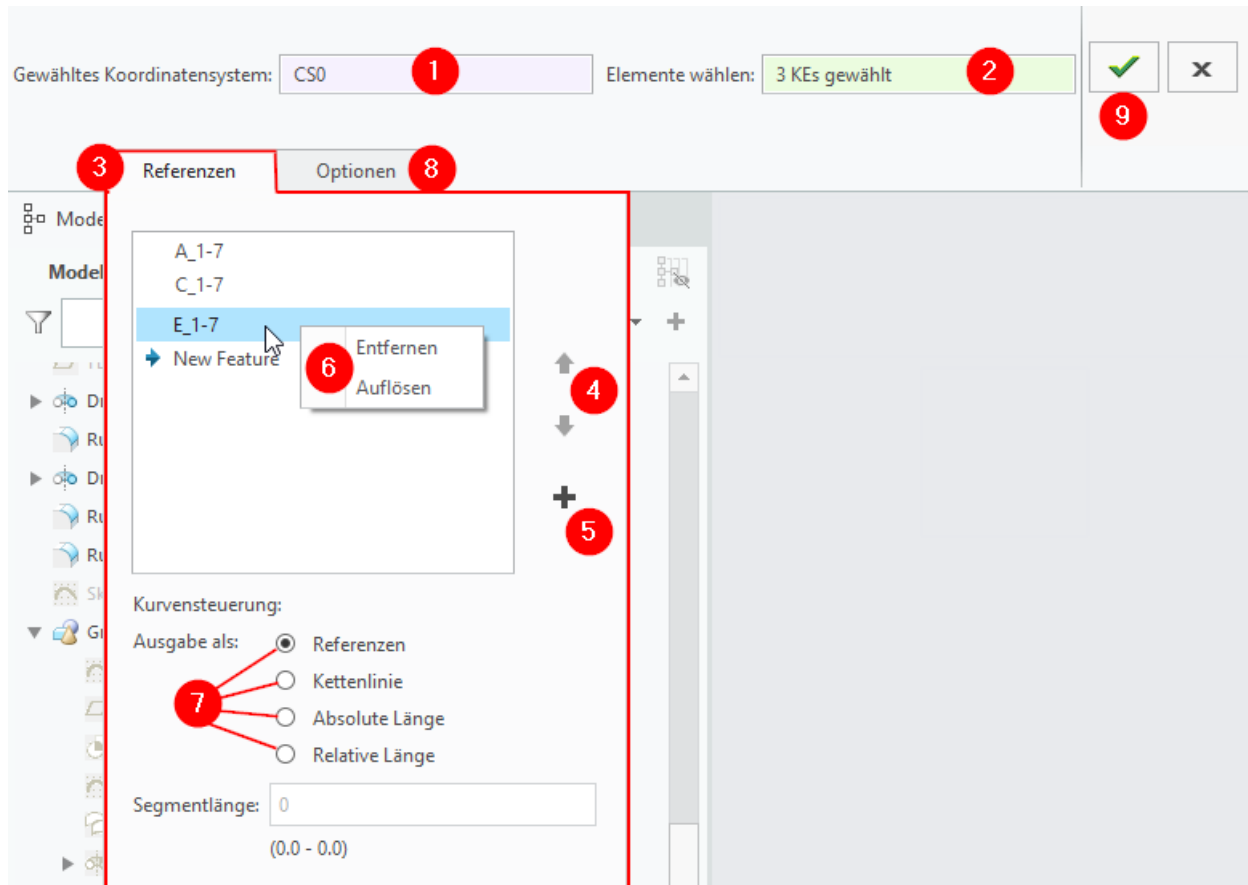 Gewähltes Koordinatensystem: CS0 1 Elemente wählen: 3 KEs gewählt 2
9
3 Referenzen Optionen 8
Mode
A_1-7
Model
C_1-7
E_1-7
New Feature
6 Entfernen
Auflösen
4
5
Kurvensteuerung:
Ausgabe als: Referenzen
Kettenlinie
7
Absolute Länge
Relative Länge
Segmentlänge: 0
(0.0 - 0.0)